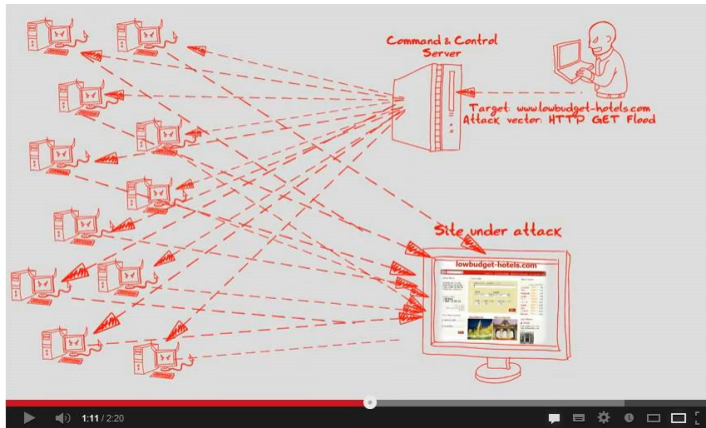 Command & Control
Server
Target: www.lowbudget-hotels.com
Attack vector: HTTP GET Flood
Site under attack
lowbudget-hotels.com
1:11 / 2:20